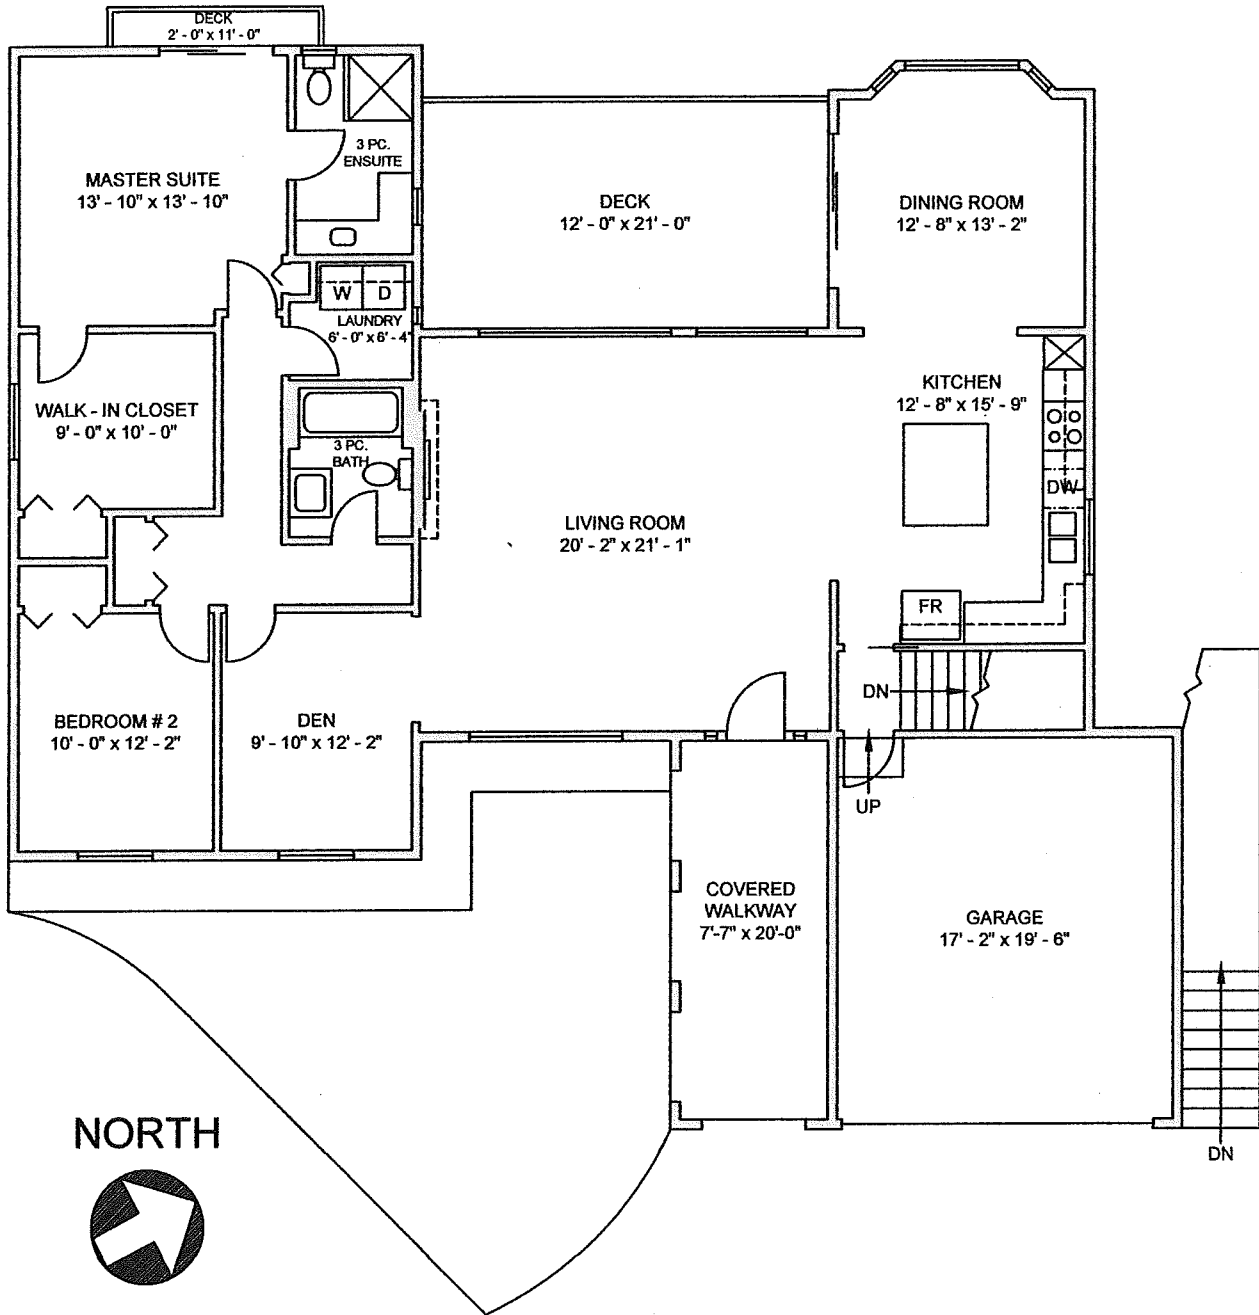 DECK
2' - 0" x 11' - 0"
3 PC.
ENSUITE
MASTER SUITE
13' - 10" x 13' - 10"
DECK
12' - 0" x 21' - 0"
DINING ROOM
12' - 8" x 13' - 2"
W D
LAUNDRY
6' - 0" x 6' - 4"
WALK - IN CLOSET
9' - 0" x 10' - 0"
KITCHEN
12' - 8" x 15' - 9"
3 PC.
BATH
DW
LIVING ROOM
20' - 2" x 21' - 1"
FR
DN
BEDROOM # 2
10' - 0" x 12' - 2"
DEN
9' - 10" x 12' - 2"
UP
COVERED
WALKWAY
7'-7" x 20'-0"
GARAGE
17' - 2" x 19' - 6"
NORTH
DN